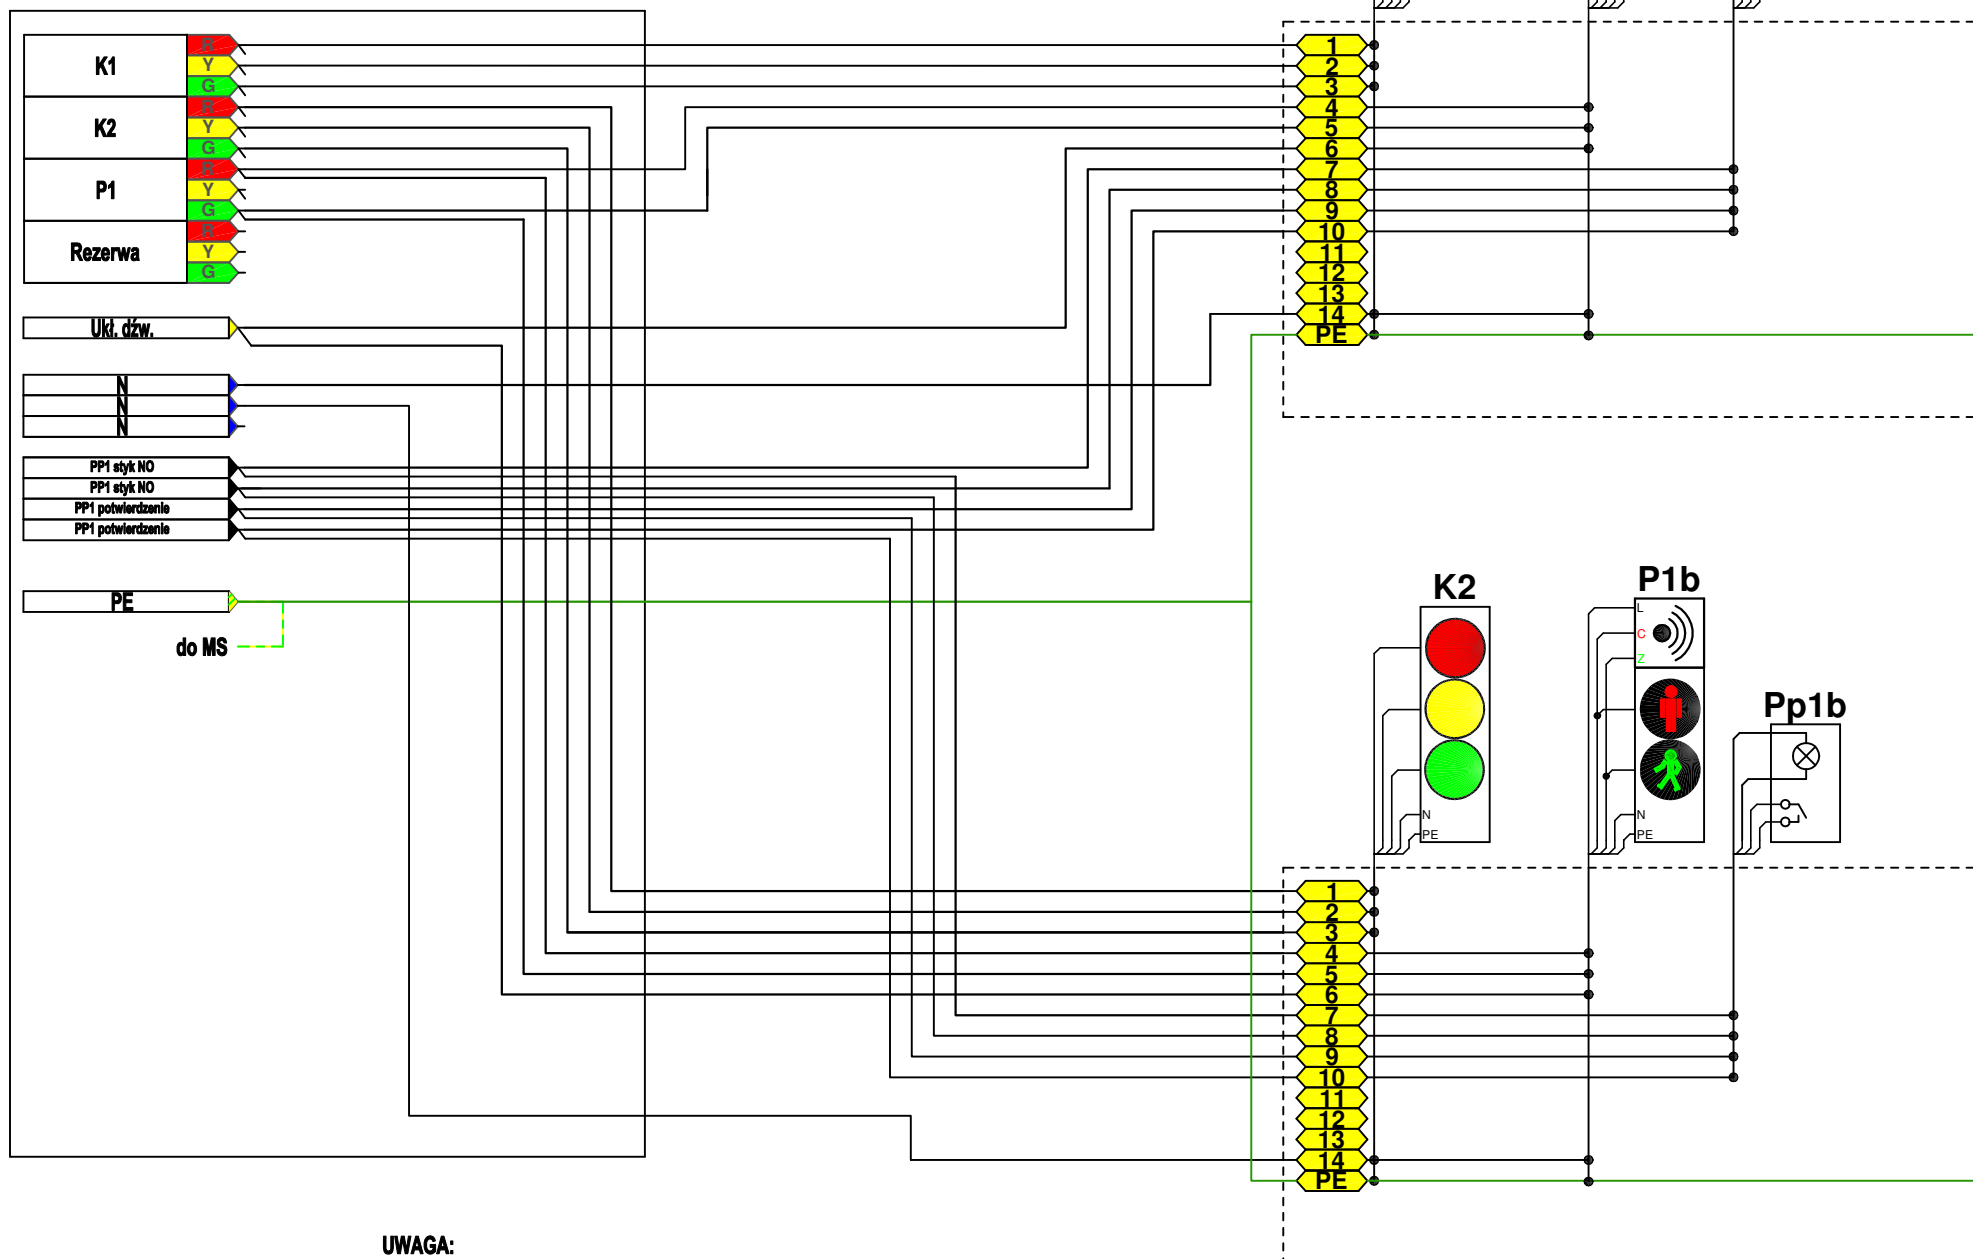 K1
R
Y
G
K2
R
Y
G
P1
R
Y
G
Rezerwa
R
Y
G
Ukł. dźw.
N
N
N
PP1 styk NO
PP1 styk NO
PP1 potwierdzenie
PP1 potwierdzenie
PE
do MS
1
2
3
4
5
6
7
8
9
10
11
12
13
14
PE
K2
N
PE
P1b
L
C
Z
N
PE
Pp1b
1
2
3
4
5
6
7
8
9
10
11
12
13
14
PE
UWAGA: